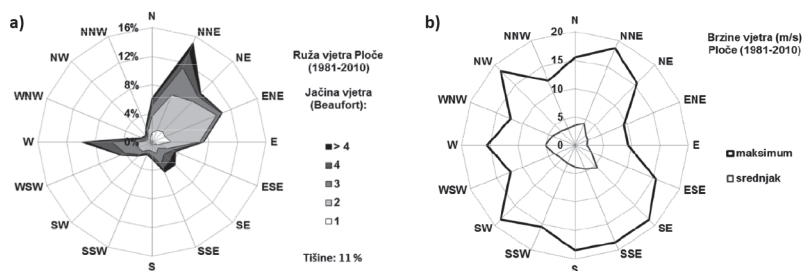 a)
N
NNE
NE
ENE
E
ESE
SE
SSE
S
SSW
SW
WSW
W
WNW
NW
NNW
16%
12%
8%
4%
0%
Ruža vjetra Ploče
(1981-2010)
Jačina vjetra
(Beaufort):
> 4
4
3
2
1
Tišine: 11 %
b)
N
NNE
NE
ENE
E
ESE
SE
SSE
S
SSW
SW
WSW
W
WNW
NW
NNW
20
15
10
5
0
Brzine vjetra (m/s)
Ploče (1981-2010)
maksimum
srednjak